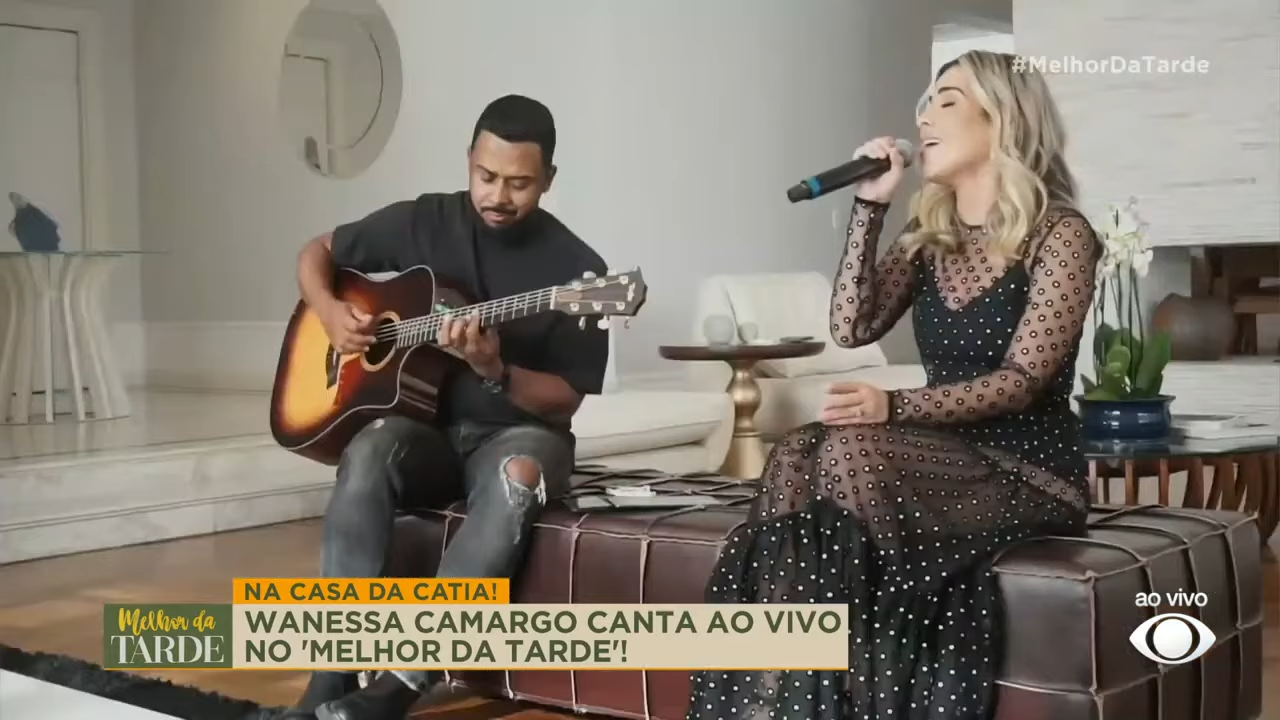 #MelhorDaTarde
NA CASA DA CATIA!
Melhor da
TARDE
WANESSA CAMARGO CANTA AO VIVO
NO 'MELHOR DA TARDE'!
ao vivo